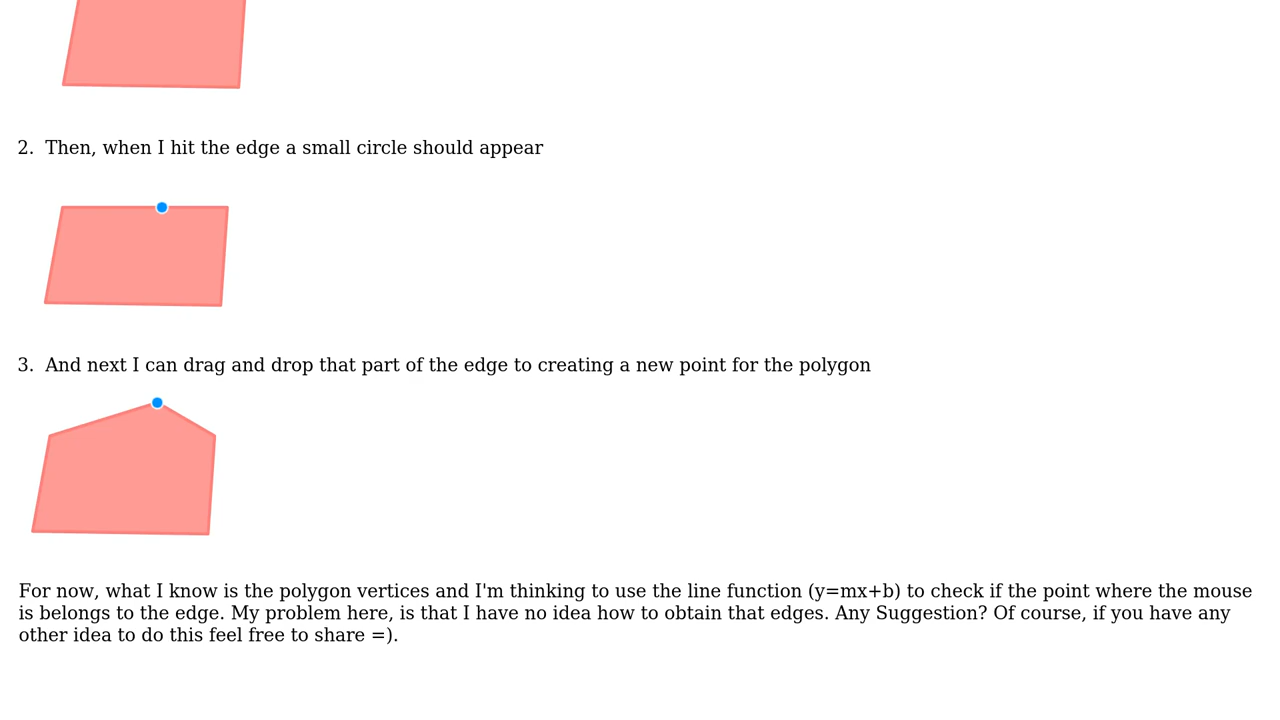 2. Then, when I hit the edge a small circle should appear
3. And next I can drag and drop that part of the edge to creating a new point for the polygon
For now, what I know is the polygon vertices and I'm thinking to use the line function (y=mx+b) to check if the point where the mouse
is belongs to the edge. My problem here, is that I have no idea how to obtain that edges. Any Suggestion? Of course, if you have any
other idea to do this feel free to share =).